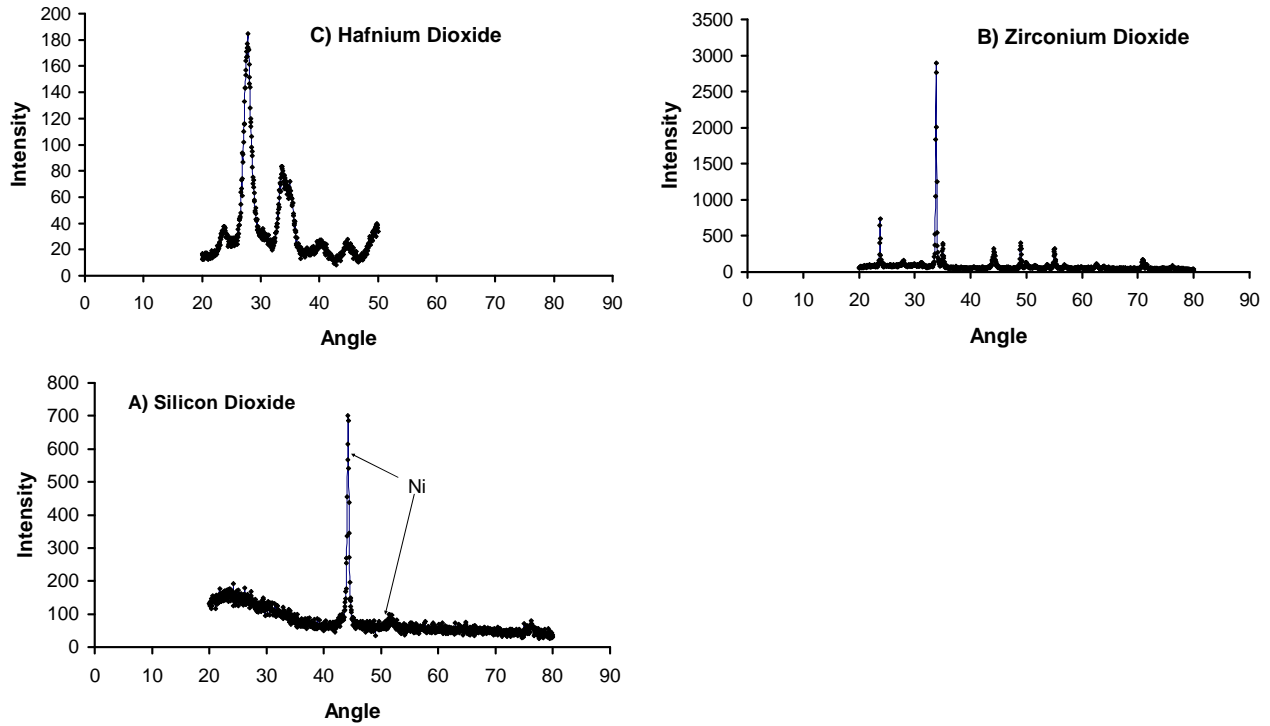 C) Hafnium Dioxide
Intensity
200
180
160
140
120
100
80
60
40
20
0
0 10 20 30 40 50 60 70 80 90
Angle
B) Zirconium Dioxide
Intensity
3500
3000
2500
2000
1500
1000
500
0
0 10 20 30 40 50 60 70 80 90
Angle
A) Silicon Dioxide
Intensity
800
700
600
500
400
300
200
100
0
Ni
0 10 20 30 40 50 60 70 80 90
Angle